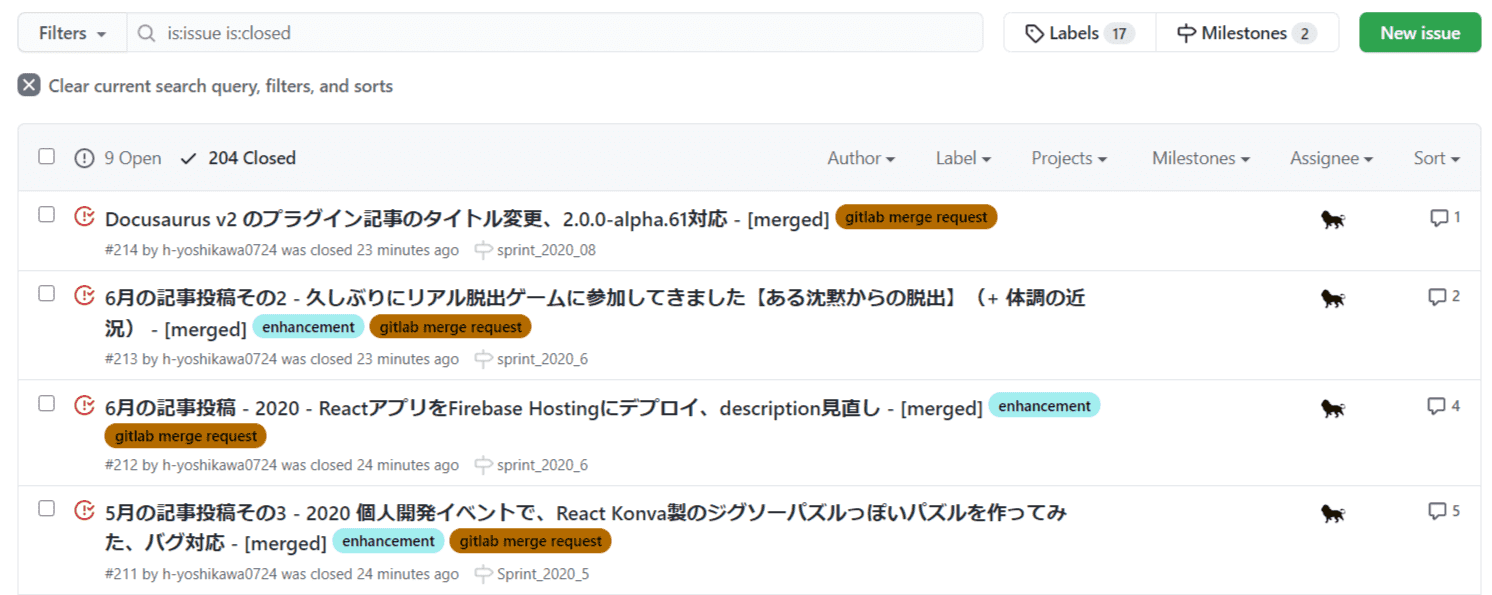 Filters
is:issue is:closed
Labels 17
Milestones 2
New issue
Clear current search query, filters, and sorts
9 Open 204 Closed Author Label Projects Milestones Assignee Sort
Docusaurus v2 のプラグイン記事のタイトル変更、2.0.0-alpha.61対応 - [merged] gitlab merge request 1
#214 by h-yoshikawa0724 was closed 23 minutes ago sprint_2020_08
6月の記事投稿その2 - 久しぶりにリアル脱出ゲームに参加してきました【ある沈黙からの脱出】（+ 体調の近 2
況） - [merged] enhancement gitlab merge request
#213 by h-yoshikawa0724 was closed 23 minutes ago sprint_2020_6
6月の記事投稿 - 2020 - ReactアプリをFirebase Hostingにデプロイ、description見直し - [merged] enhancement 4
gitlab merge request
#212 by h-yoshikawa0724 was closed 24 minutes ago sprint_2020_6
5月の記事投稿その3 - 2020 個人開発イベントで、React Konva製のジグソーパズルっぽいパズルを作ってみ 5
た、バグ対応 - [merged] enhancement gitlab merge request
#211 by h-yoshikawa0724 was closed 24 minutes ago Sprint_2020_5